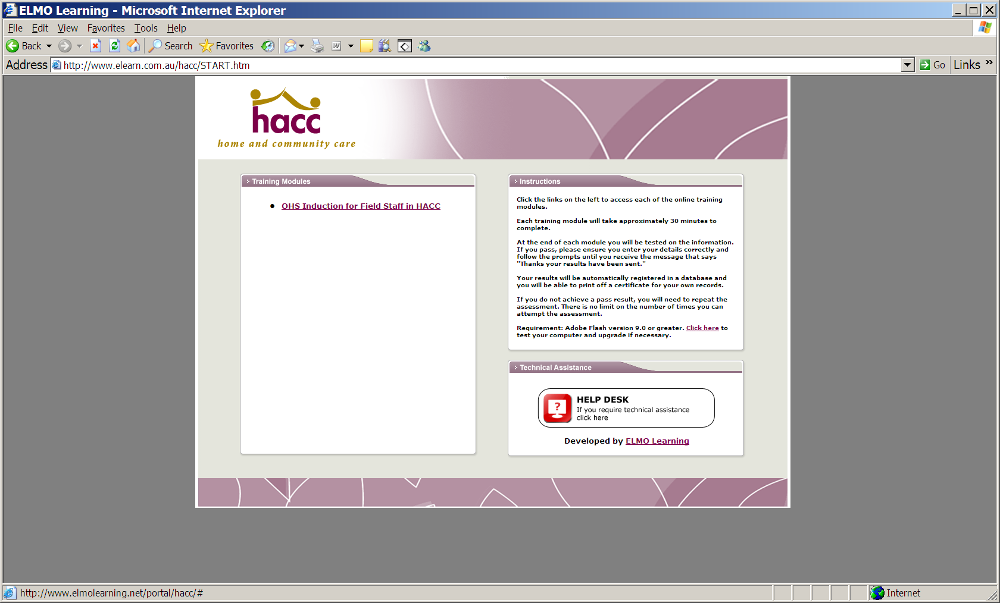 ELMO Learning - Microsoft Internet Explorer
File Edit View Favorites Tools Help
Back Search Favorites
Address http://www.elearn.com.au/hacc/START.htm Go Links »
hacc
home and community care
Training Modules
OHS Induction for Field Staff in HACC
Instructions
Click the links on the left to access each of the online training
modules.
Each training module will take approximately 30 minutes to
complete.
At the end of each module you will be tested on the information.
If you pass, please ensure you enter your details correctly and
follow the prompts until you receive the message that says
"Thanks your results have been sent."
Your results will be automatically registered in a database and
you will be able to print off a certificate for your own records.
If you do not achieve a pass result, you will need to repeat the
assessment. There is no limit on the number of times you can
attempt the assessment.
Requirement: Adobe Flash version 9.0 or greater. Click here to
test your computer and upgrade if necessary.
Technical Assistance
HELP DESK
If you require technical assistance
click here
Developed by ELMO Learning
http://www.elmolearning.net/portal/hacc/# Internet